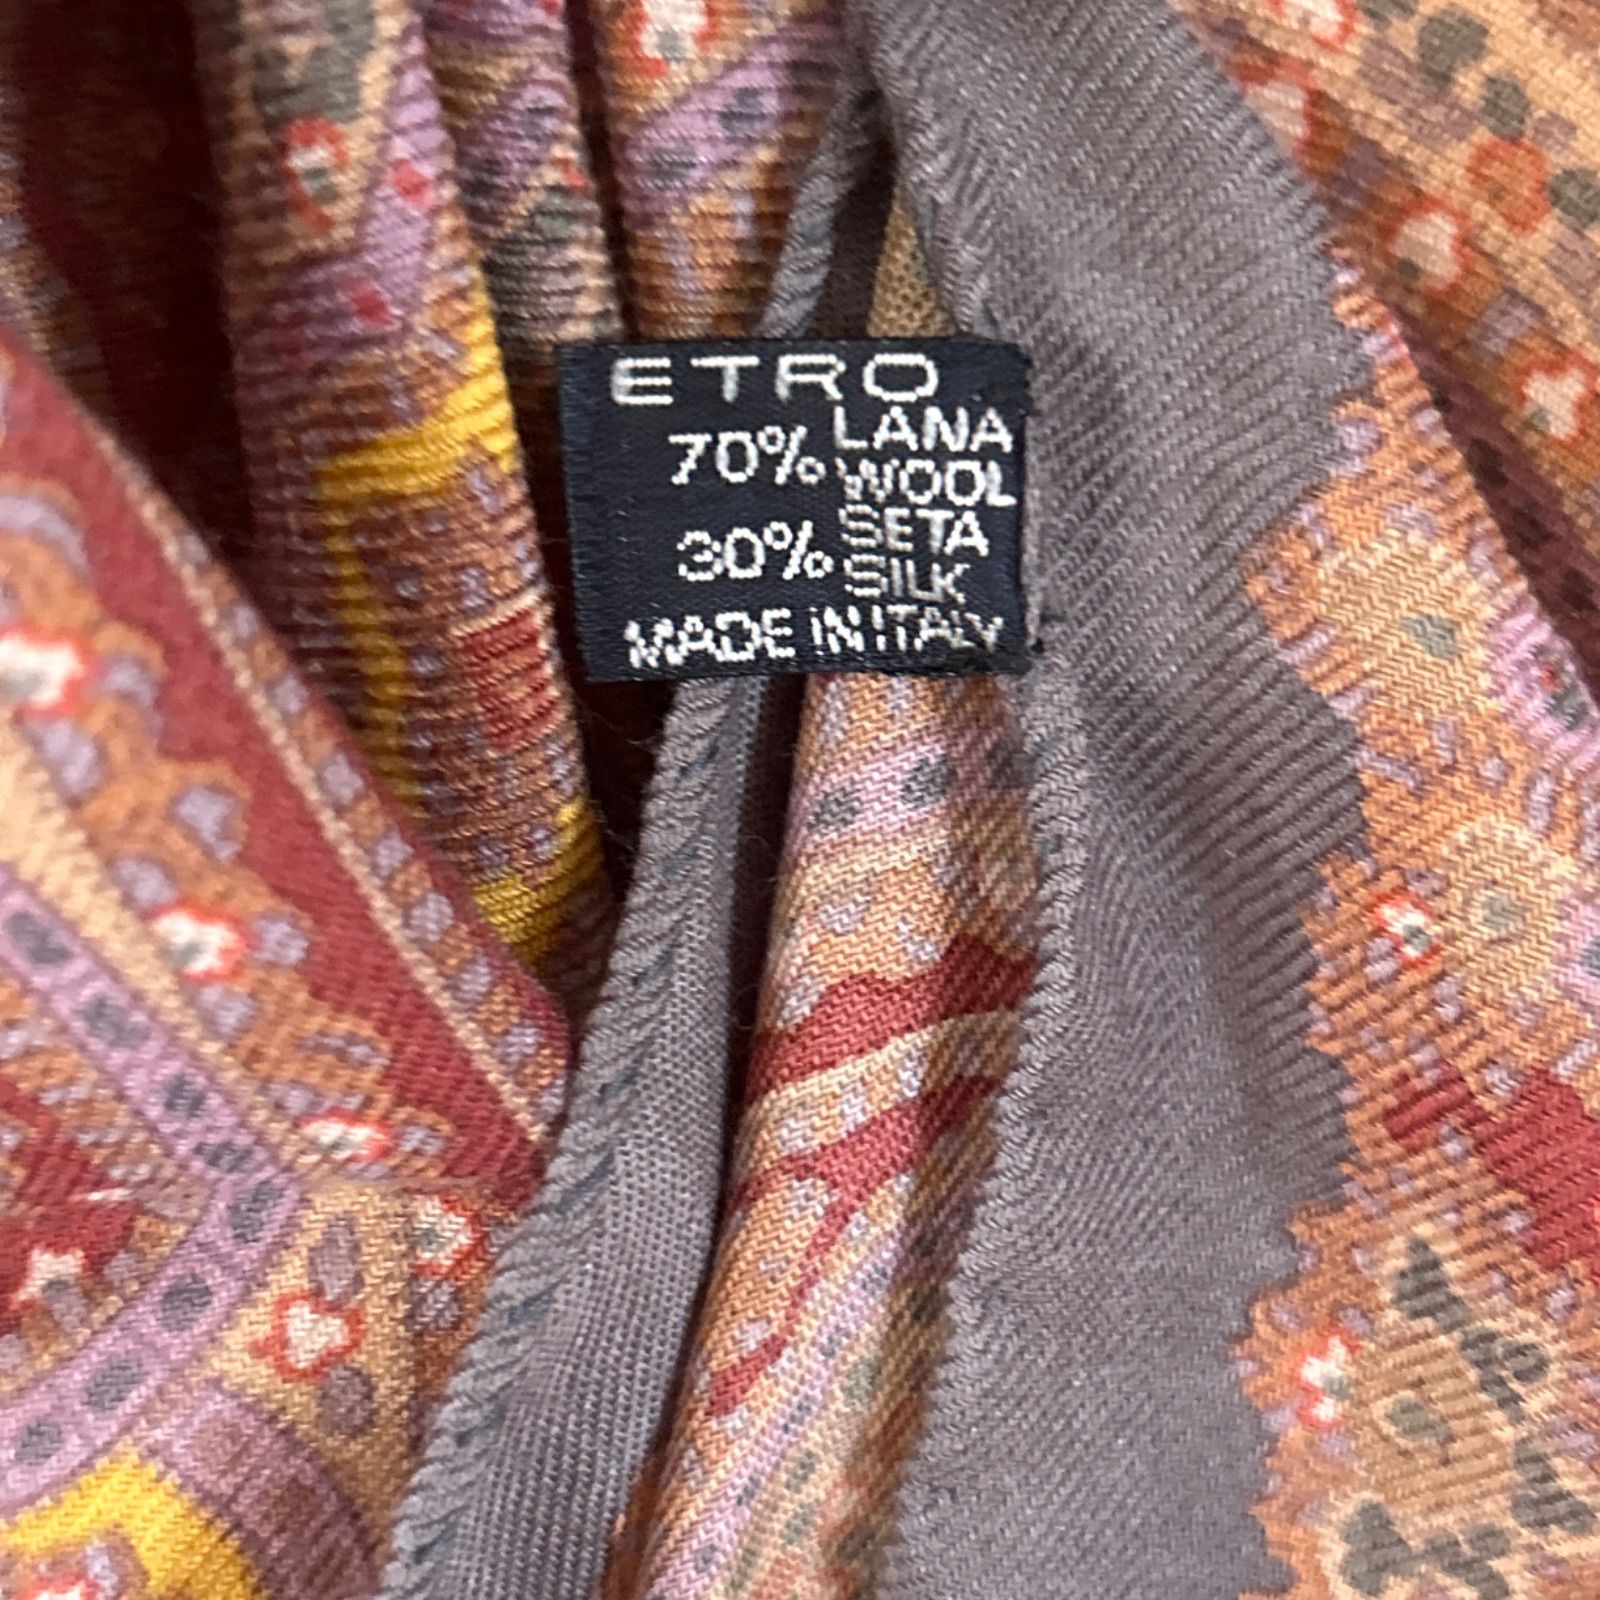 ETRO
70% LANA
WOOL
30% SETA
SILK
MADE IN ITALY